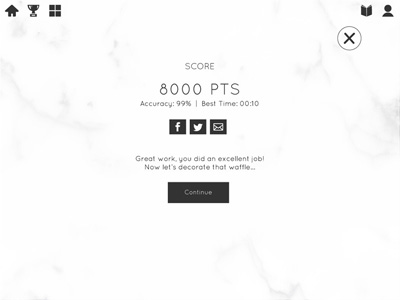 SCORE
8000 PTS
Accuracy: 99% | Best Time: 00:10
Great work, you did an excellent job!
Now let's decorate that waffle...
Continue